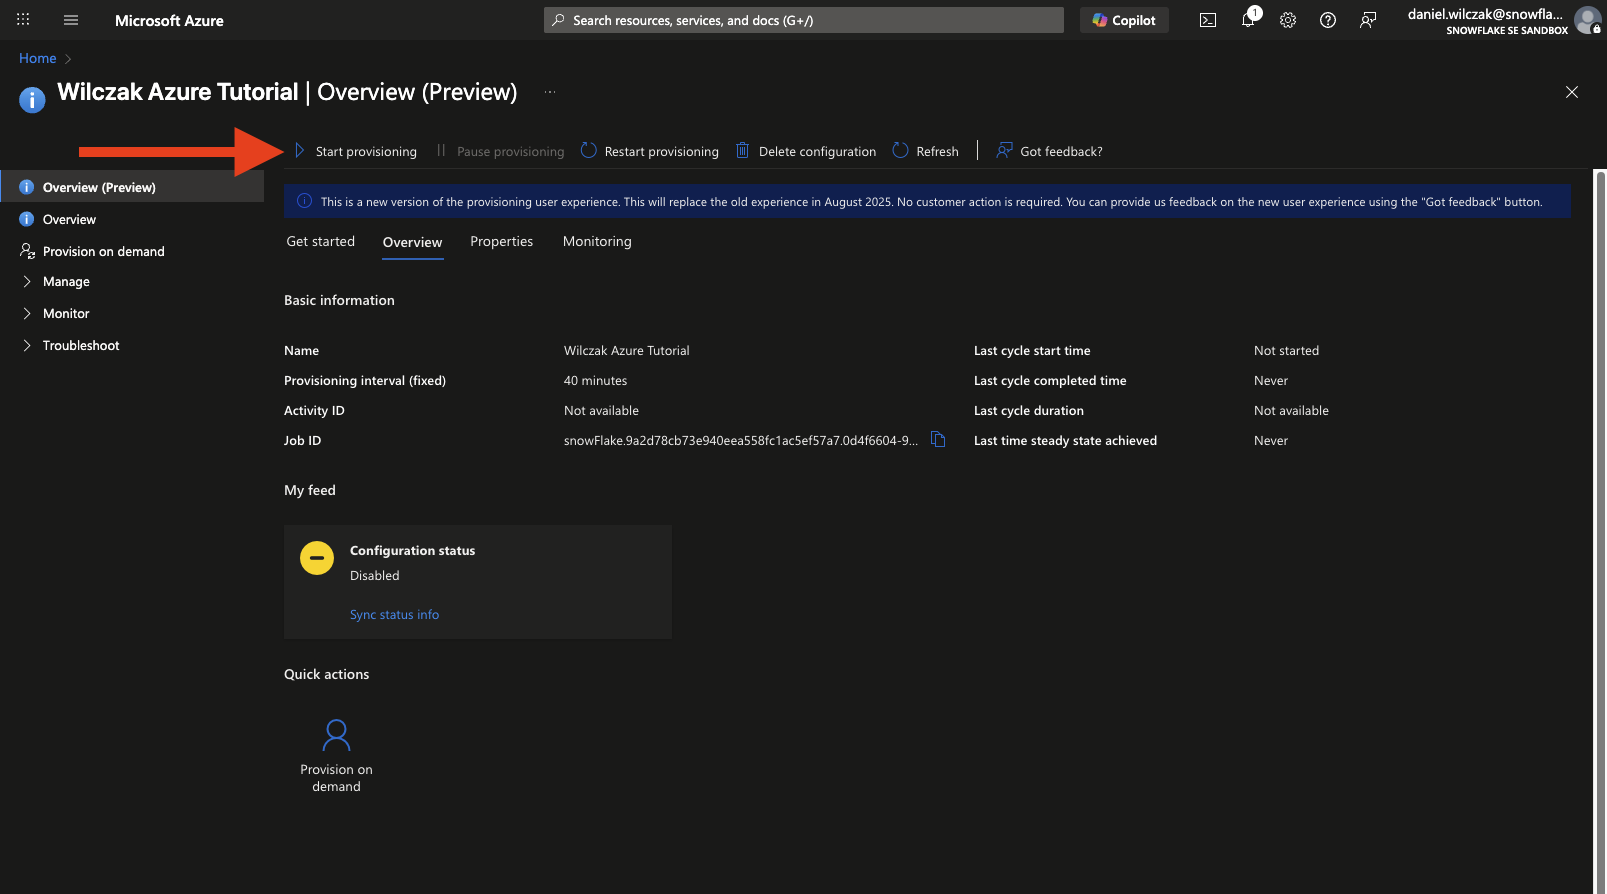 Microsoft Azure
Search resources, services, and docs (G+/)
Copilot
1
daniel.wilczak@snowfla...
SNOWFLAKE SE SANDBOX
Home
Wilczak Azure Tutorial | Overview (Preview)
...
Start provisioning
Pause provisioning
Restart provisioning
Delete configuration
Refresh
Got feedback?
Overview (Preview)
Overview
Provision on demand
Manage
Monitor
Troubleshoot
This is a new version of the provisioning user experience. This will replace the old experience in August 2025. No customer action is required. You can provide us feedback on the new user experience using the "Got feedback" button.
Get started
Overview
Properties
Monitoring
Basic information
Name
Wilczak Azure Tutorial
Provisioning interval (fixed)
40 minutes
Activity ID
Not available
Job ID
snowFlake.9a2d78cb73e940eea558fc1ac5ef57a7.0d4f6604-9...
Last cycle start time
Not started
Last cycle completed time
Never
Last cycle duration
Not available
Last time steady state achieved
Never
My feed
Configuration status
Disabled
Sync status info
Quick actions
Provision on
demand